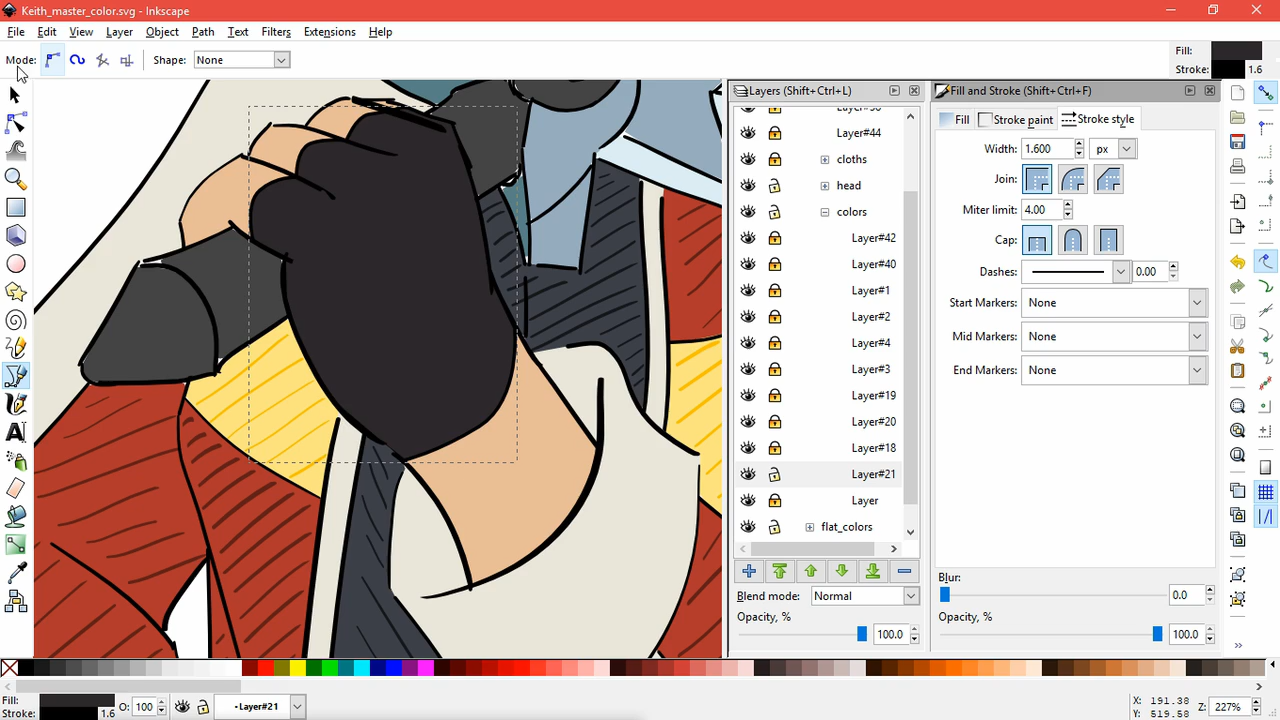 Keith_master_color.svg - Inkscape
File Edit View Layer Object Path Text Filters Extensions Help
Mode: Shape: None Fill:
Stroke: 1.6
Layers (Shift+Ctrl+L) Fill and Stroke (Shift+Ctrl+F)
Layer#44
cloths
head
colors
Layer#42
Layer#40
Layer#1
Layer#2
Layer#4
Layer#3
Layer#19
Layer#20
Layer#18
Layer#21
Layer
flat_colors
Blend mode: Normal
Opacity, % 100.0
Fill Stroke paint Stroke style
Width: 1.600 px
Join:
Miter limit: 4.00
Cap:
Dashes: 0.00
Start Markers: None
Mid Markers: None
End Markers: None
Blur:
0.0
Opacity, %
100.0
A
Fill:
Stroke: 1.6 O: 100 •Layer#21 X: 191.38
Y: 519.58 Z: 227%